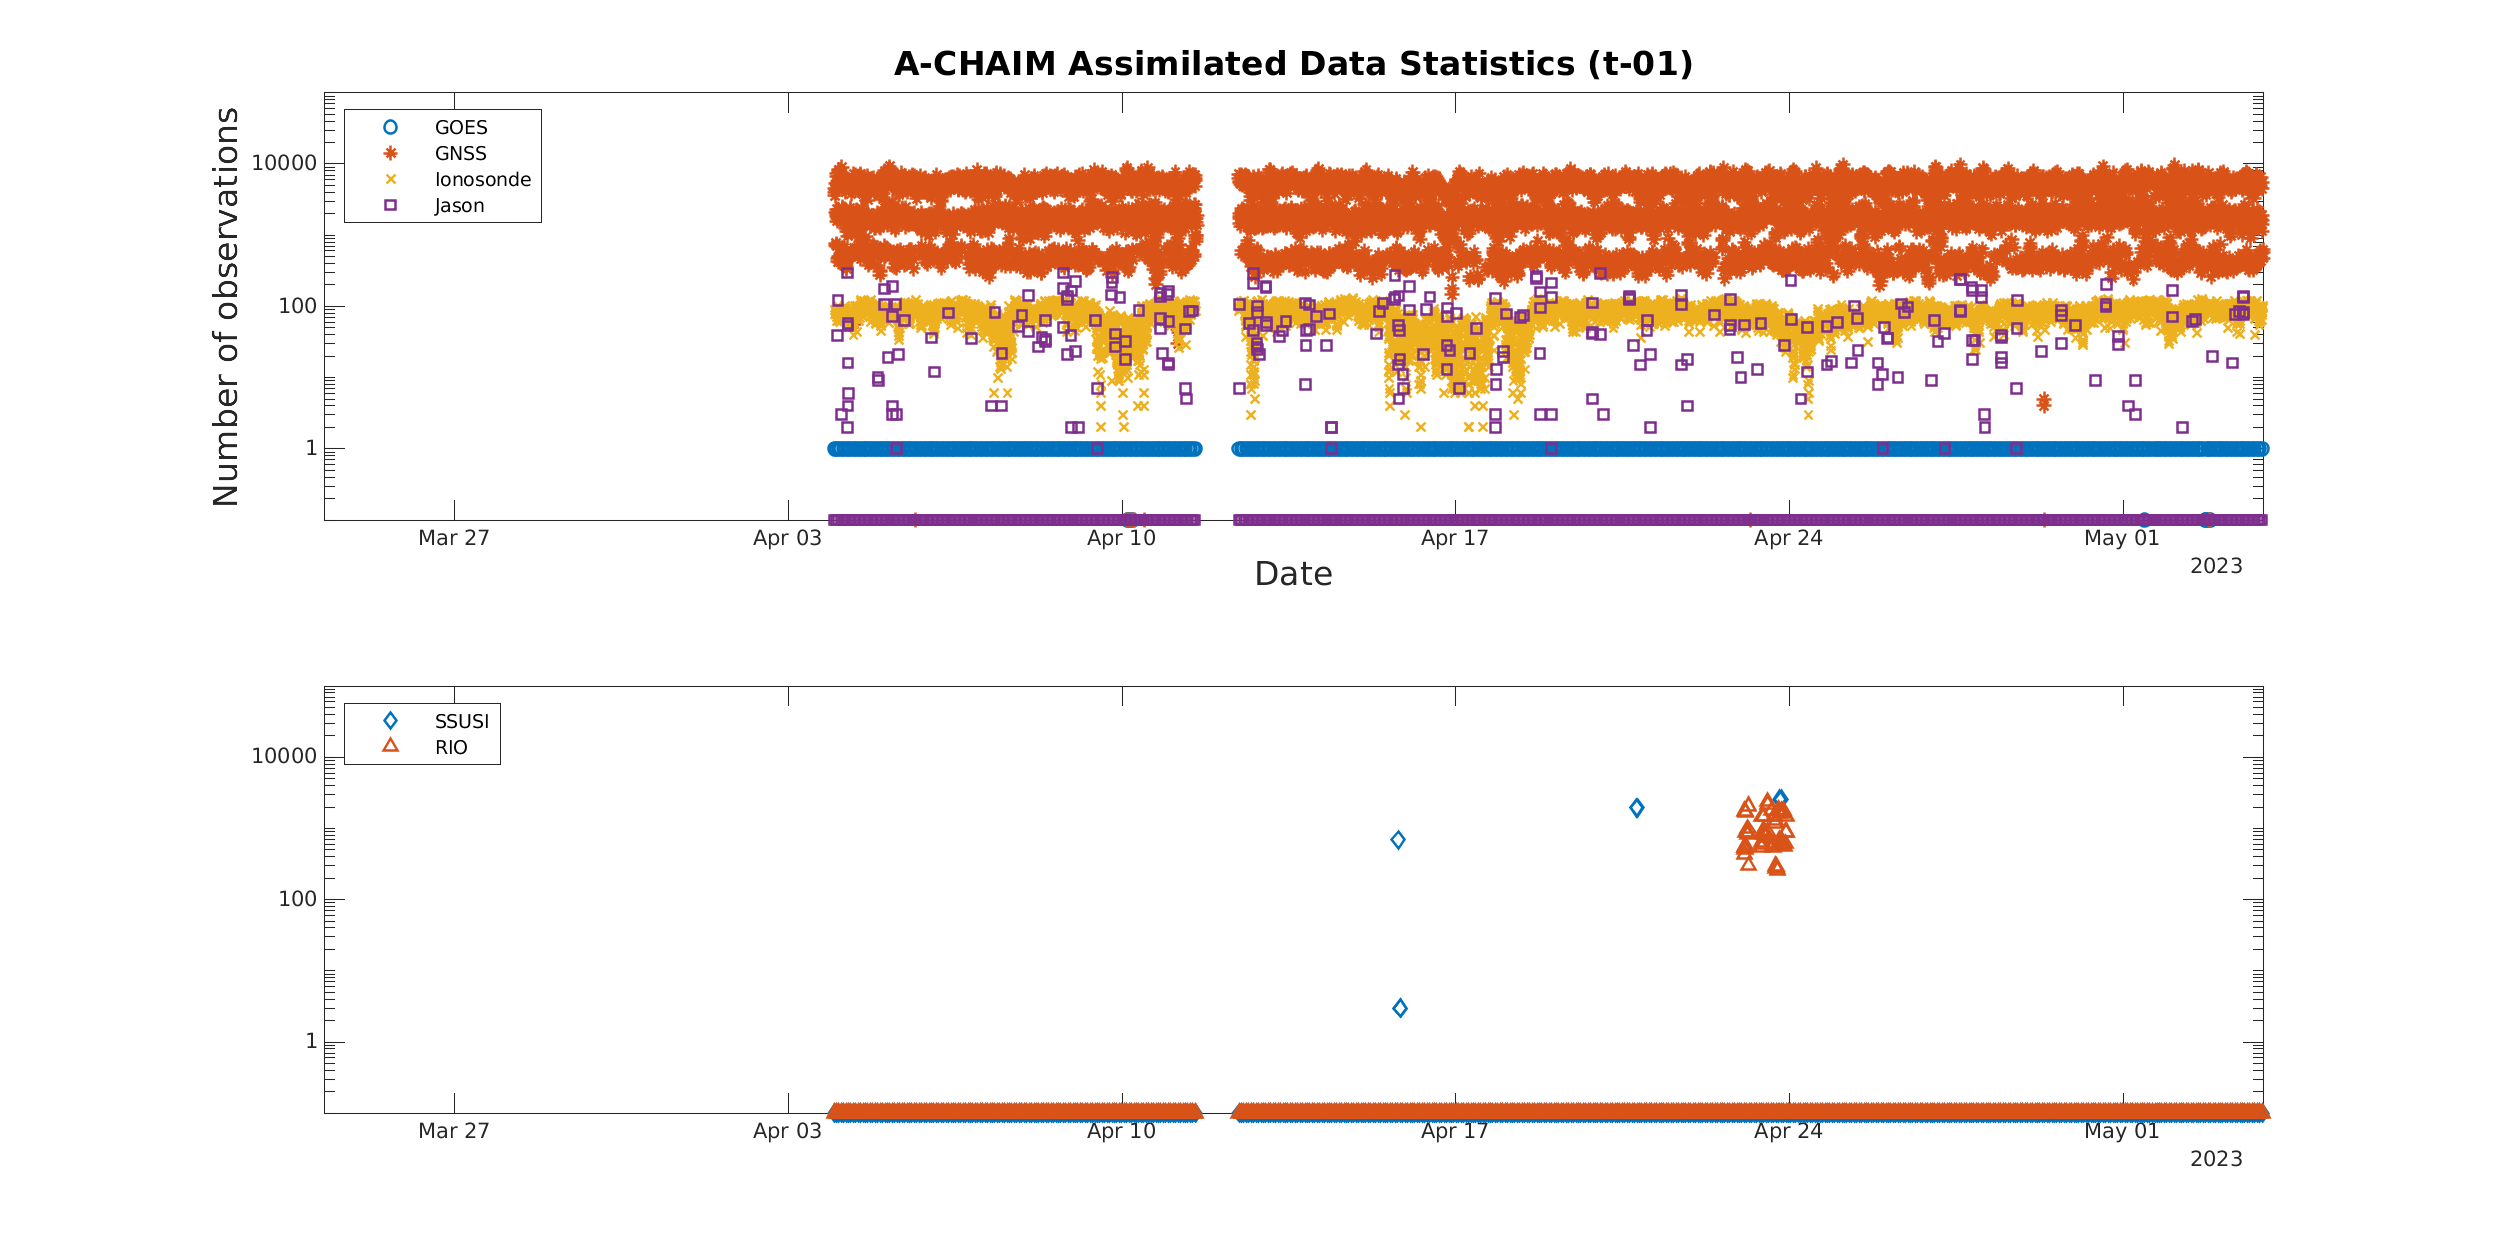 A-CHAIM Assimilated Data Statistics (t-01)
Number of observations
10000
100
1
GOES
GNSS
Ionosonde
Jason
Mar 27
Apr 03
Apr 10
Apr 17
Apr 24
May 01
2023
Date
10000
100
1
SSUSI
RIO
Mar 27
Apr 03
Apr 10
Apr 17
Apr 24
May 01
2023